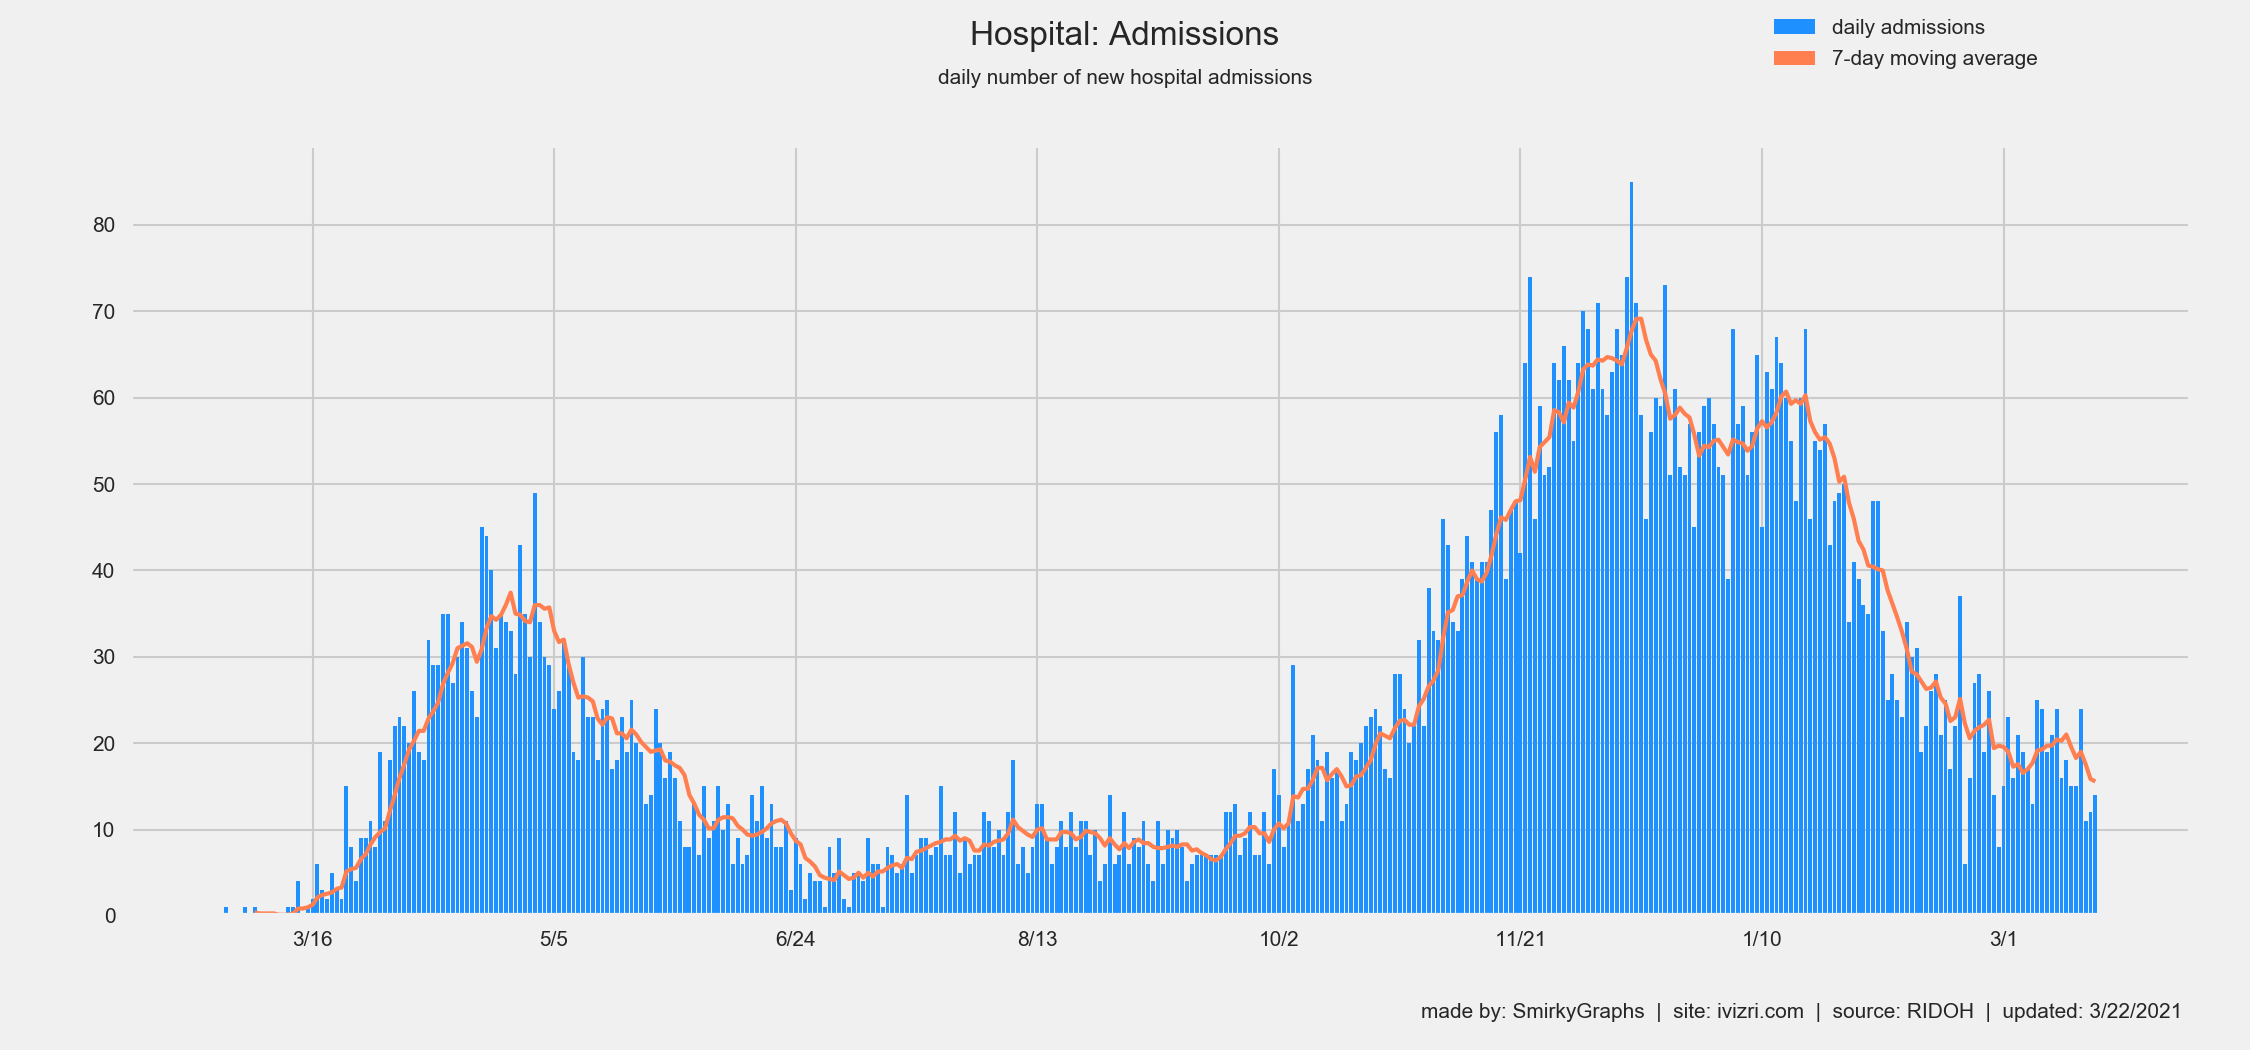 Hospital: Admissions
daily number of new hospital admissions
daily admissions
7-day moving average
80
70
60
50
40
30
20
10
0
3/16 5/5 6/24 8/13 10/2 11/21 1/10 3/1
made by: SmirkyGraphs | site: ivizri.com | source: RIDOH | updated: 3/22/2021